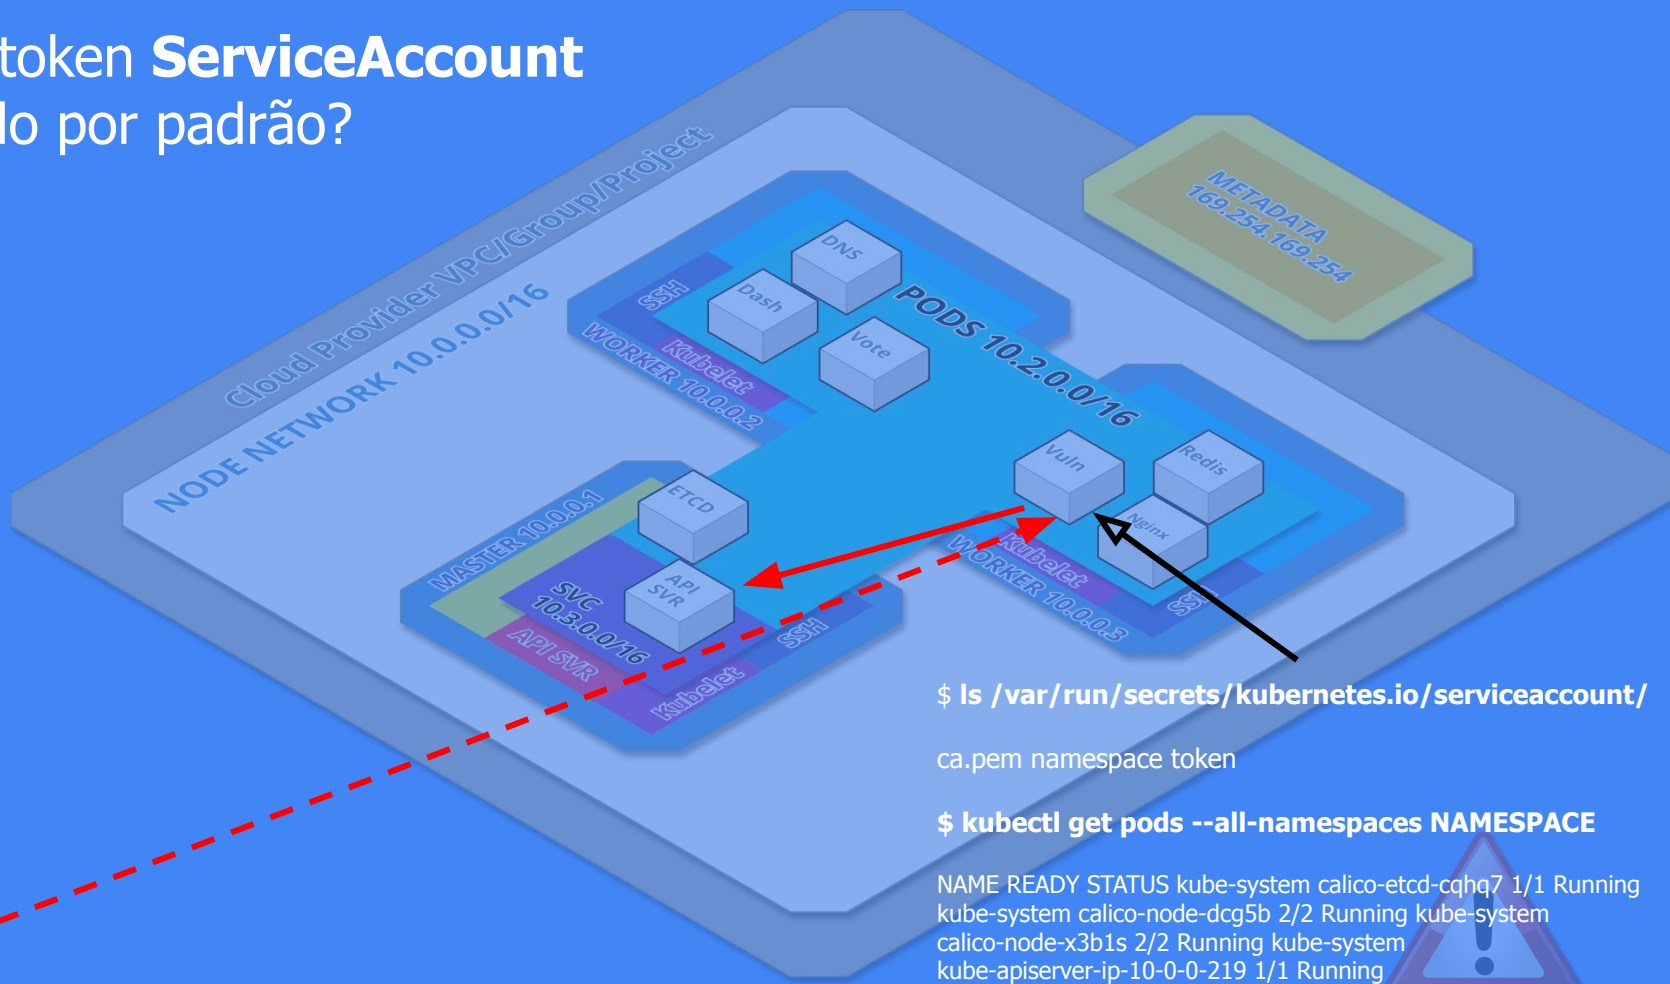 token ServiceAccount
lo por padrão?
Cloud Provider VPC/Group/Project
NODE NETWORK 10.0.0.0/16
METADATA
169.254.169.254
DNS
Dash
Vote
SSH
Kubelet
WORKER 10.0.0.2
PODS 10.2.0.0/16
Vuln
Redis
Nginx
Kubelet
WORKER 10.0.0.3
SSH
ETCD
MASTER 10.0.0.1
API
SVR
SVC
10.3.0.0/16
API SVR
Kubelet
SSH
$ ls /var/run/secrets/kubernetes.io/serviceaccount/
ca.pem namespace token
$ kubectl get pods --all-namespaces NAMESPACE
NAME READY STATUS kube-system calico-etcd-cqhq7 1/1 Running
kube-system calico-node-dcg5b 2/2 Running kube-system
calico-node-x3b1s 2/2 Running kube-system
kube-apiserver-ip-10-0-0-219 1/1 Running